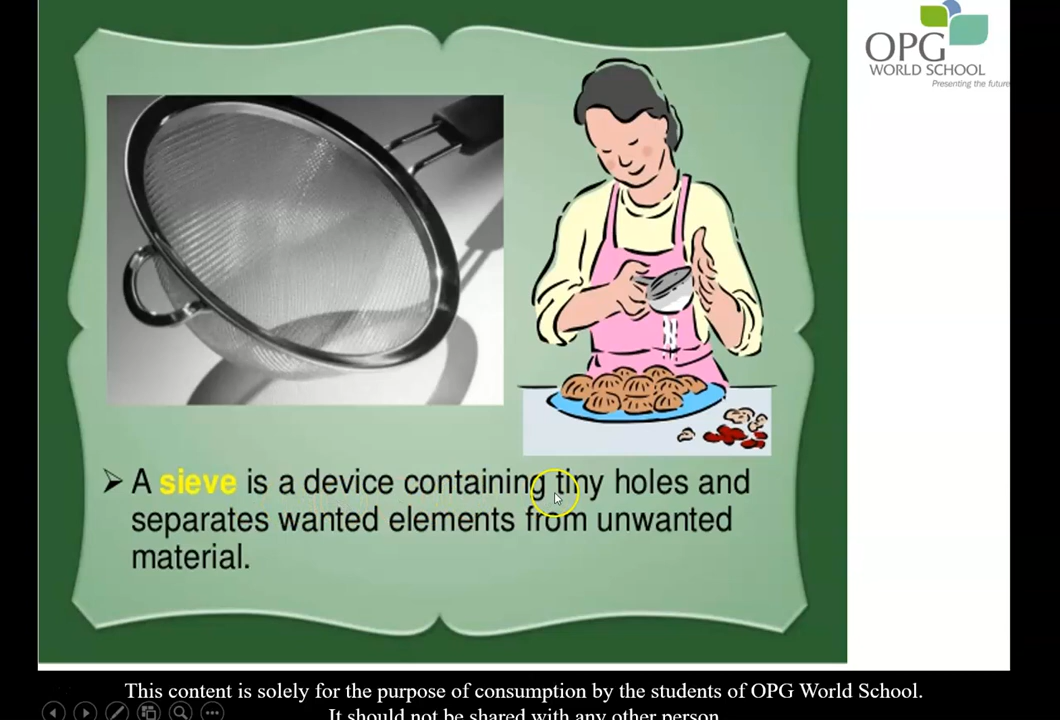 OPG
WORLD SCHOOL
Presenting the future
A sieve is a device containing tiny holes and
separates wanted elements from unwanted
material.
This content is solely for the purpose of consumption by the students of OPG World School.
It should not be shared with any other person